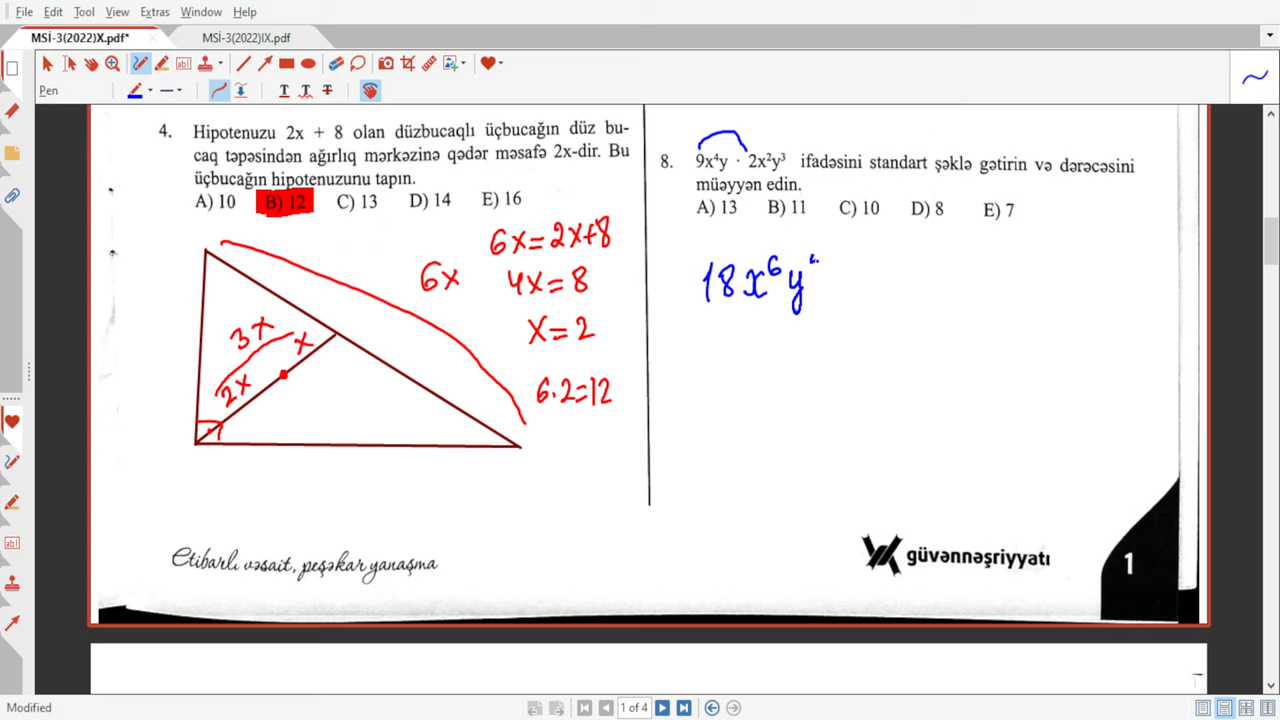 File Edit Tool View Extras Window Help
MSİ-3(2022)X.pdf* MSİ-3(2022)IX.pdf
Pen
4. Hipotenuzu 2x + 8 olan düzbucaqlı üçbucağın düz bu-
caq təpəsindən ağırlıq mərkəzinə qədər məsafə 2x-dir. Bu
üçbucağın hipotenuzunu tapın.
A) 10 B) 12 C) 13 D) 14 E) 16
6x=2x+8
6x
4x=8
x=2
6.2=12
3x
x
2x
8. 9x⁴y · 2x²y³ ifadəsini standart şəklə gətirin və dərəcəsini
müəyyən edin.
A) 13 B) 11 C) 10 D) 8 E) 7
18x⁶y
Etibarlı vəsait, peşəkar yanaşma
güvənnəşriyyatı
1
Modified
1 of 4